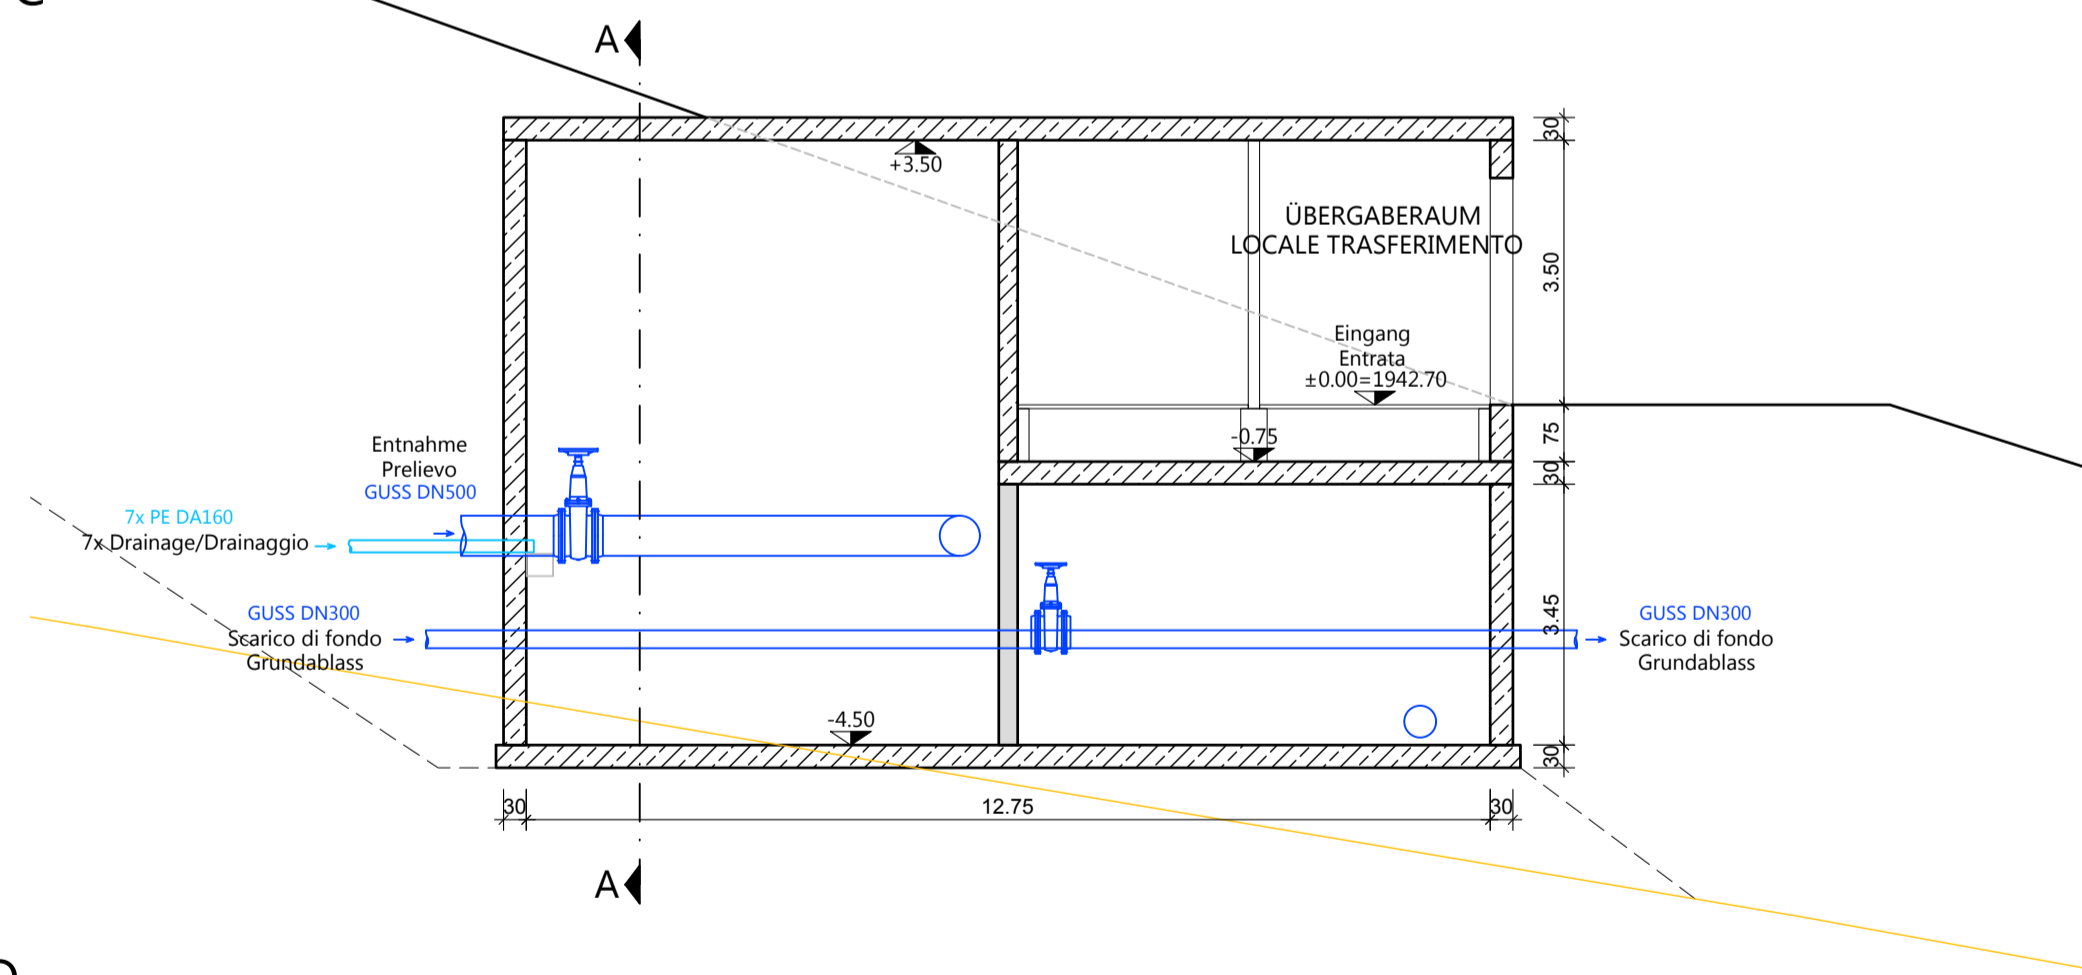 A
30
+3.50
ÜBERGABERAUM
LOCALE TRASFERIMENTO
3.50
Eingang
Entrata
±0.00=1942.70
Entnahme
Prelievo
GUSS DN500
-0.75
75
30
7x PE DA160
7x Drainage/Drainaggio
GUSS DN300
Scarico di fondo
Grundablass
3.45
GUSS DN300
Scarico di fondo
Grundablass
-4.50
30
30
12.75
30
A